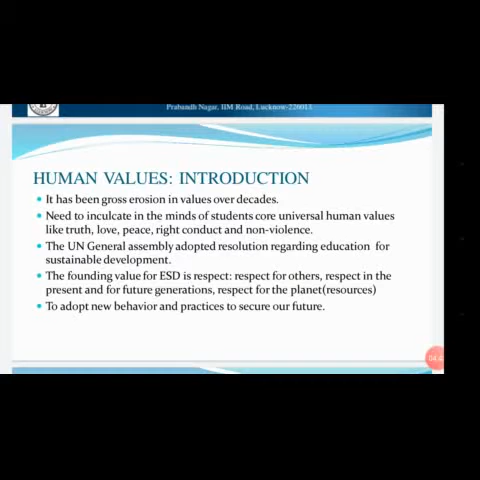 Prabandh Nagar, IIM Road, Lucknow-226013
HUMAN VALUES: INTRODUCTION
It has been gross erosion in values over decades.
Need to inculcate in the minds of students core universal human values
like truth, love, peace, right conduct and non-violence.
The UN General assembly adopted resolution regarding education for
sustainable development.
The founding value for ESD is respect: respect for others, respect in the
present and for future generations, respect for the planet(resources)
To adopt new behavior and practices to secure our future.